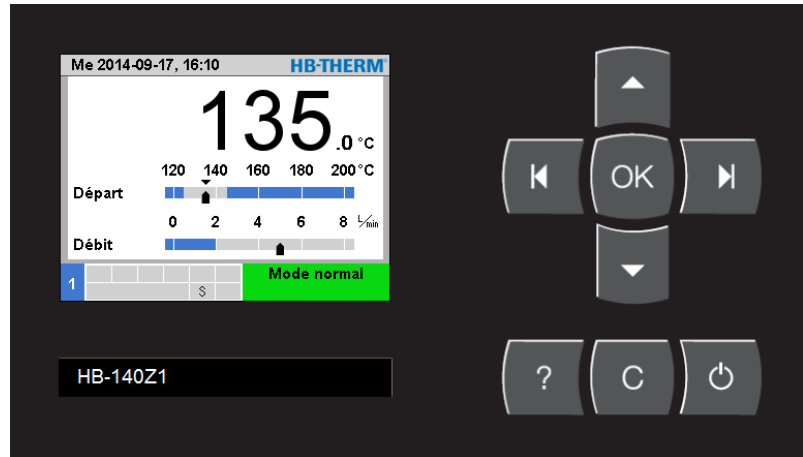 Me 2014-09-17, 16:10 HB-THERM®
135.0 °C
120 140 160 180 200 °C
Départ
0 2 4 6 8 L/min
Débit
Mode normal
1
S
HB-140Z1
OK
? C